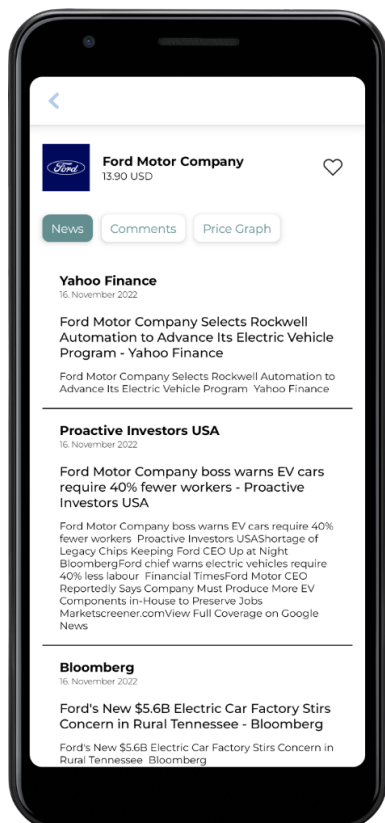 Ford
Ford Motor Company
13.90 USD
News
Comments
Price Graph
Yahoo Finance
16. November 2022
Ford Motor Company Selects Rockwell
Automation to Advance Its Electric Vehicle
Program - Yahoo Finance
Ford Motor Company Selects Rockwell Automation to
Advance Its Electric Vehicle Program  Yahoo Finance
Proactive Investors USA
16. November 2022
Ford Motor Company boss warns EV cars
require 40% fewer workers - Proactive
Investors USA
Ford Motor Company boss warns EV cars require 40%
fewer workers  Proactive Investors USAShortage of
Legacy Chips Keeping Ford CEO Up at Night
BloombergFord chief warns electric vehicles require
40% less labour  Financial TimesFord Motor CEO
Reportedly Says Company Must Produce More EV
Components in-House to Preserve Jobs
Marketscreener.comView Full Coverage on Google
News
Bloomberg
16. November 2022
Ford's New $5.6B Electric Car Factory Stirs
Concern in Rural Tennessee - Bloomberg
Ford's New $5.6B Electric Car Factory Stirs Concern in
Rural Tennessee  Bloomberg